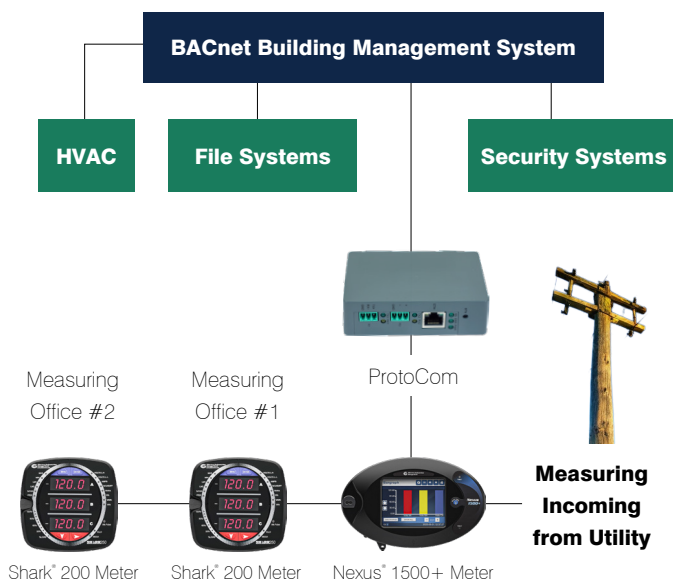 BACnet Building Management System
HVAC
File Systems
Security Systems
ProtoCom
Measuring
Office #2
Measuring
Office #1
120.0
A
120.0
B
120.0
C
120.0
A
120.0
B
120.0
C
Measuring
Incoming
from Utility
Shark® 200 Meter
Shark® 200 Meter
Nexus® 1500+ Meter